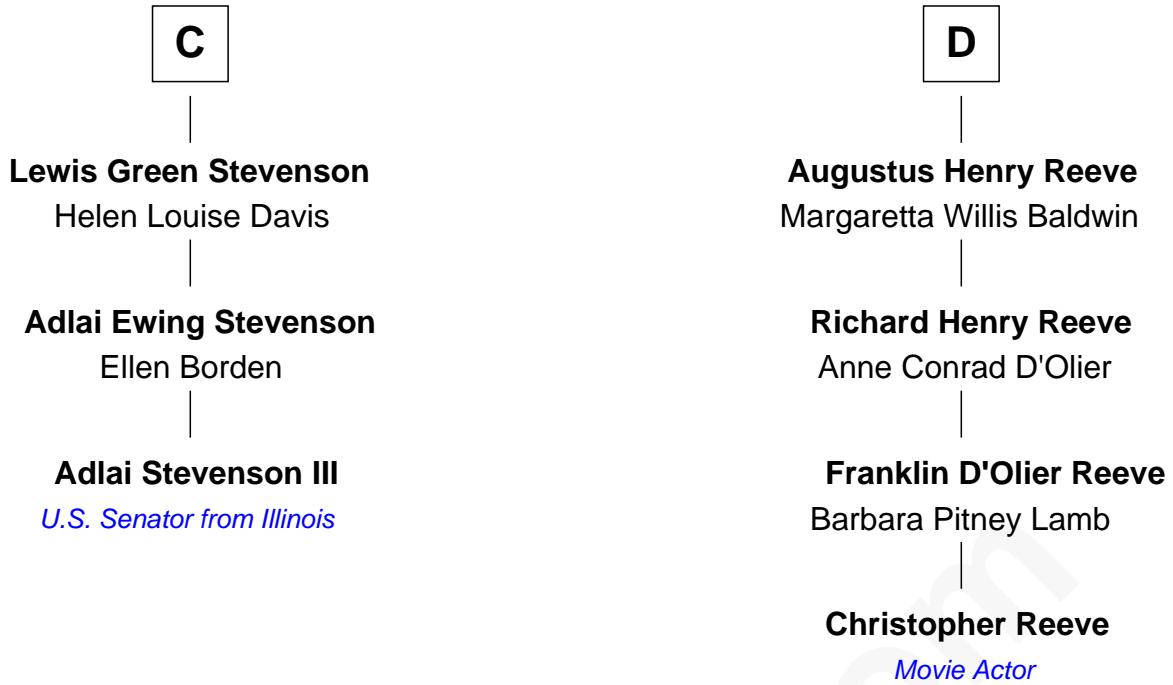 C
Lewis Green Stevenson
Helen Louise Davis
Adlai Ewing Stevenson
Ellen Borden
Adlai Stevenson III
U.S. Senator from Illinois
D
Augustus Henry Reeve
Margaretta Willis Baldwin
Richard Henry Reeve
Anne Conrad D'Olier
Franklin D'Olier Reeve
Barbara Pitney Lamb
Christopher Reeve
Movie Actor